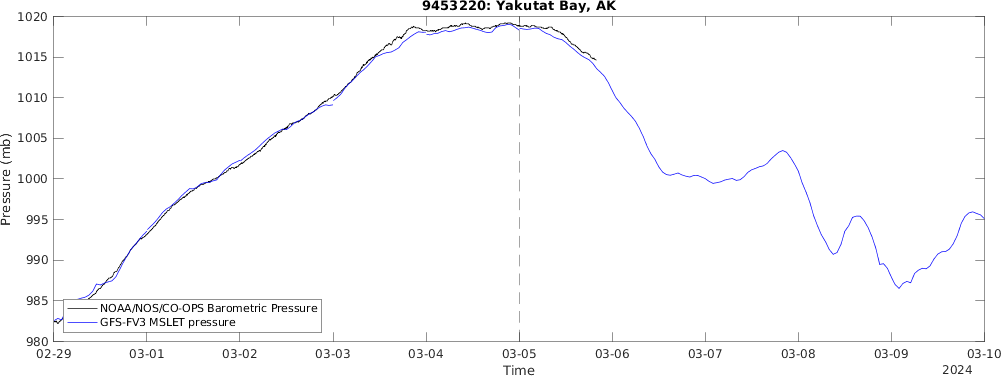 9453220: Yakutat Bay, AK
Pressure (mb)
1020
1015
1010
1005
1000
995
990
985
980
NOAA/NOS/CO-OPS Barometric Pressure
GFS-FV3 MSLET pressure
02-29 03-01 03-02 03-03 03-04 03-05 03-06 03-07 03-08 03-09 03-10
Time
2024